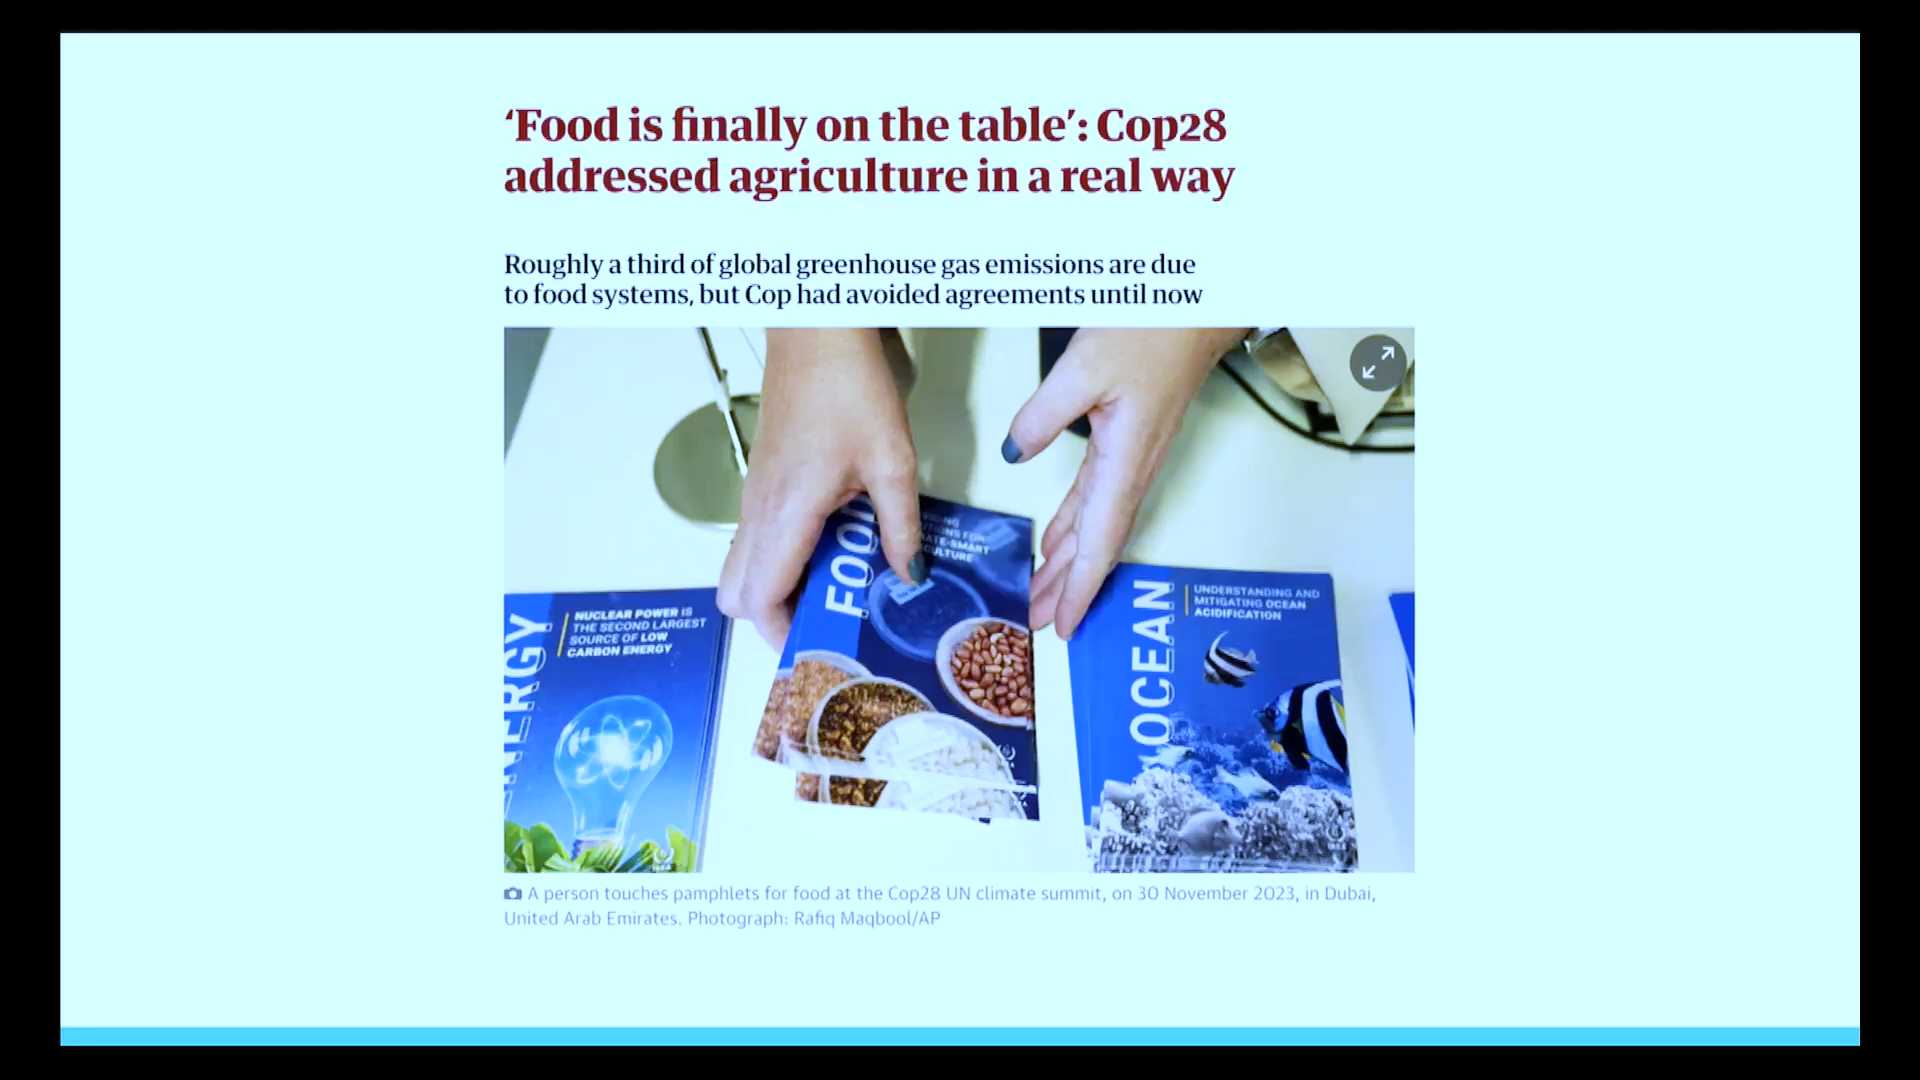 ‘Food is finally on the table’: Cop28
addressed agriculture in a real way
Roughly a third of global greenhouse gas emissions are due
to food systems, but Cop had avoided agreements until now
ENERGY
NUCLEAR POWER IS
THE SECOND LARGEST
SOURCE OF LOW
CARBON ENERGY
FOOD
OCEAN
UNDERSTANDING AND
MITIGATING OCEAN
ACIDIFICATION
A person touches pamphlets for food at the Cop28 UN climate summit, on 30 November 2023, in Dubai,
United Arab Emirates. Photograph: Rafiq Maqbool/AP